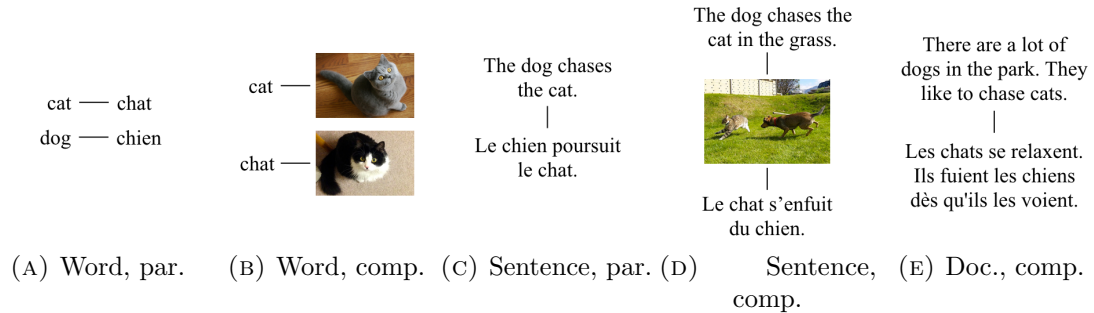 cat — chat
dog — chien
(A) Word, par.
cat
chat
(B) Word, comp.
The dog chases
the cat.
Le chien poursuit
le chat.
(C) Sentence, par.
The dog chases the
cat in the grass.
Le chat s'enfuit
du chien.
(D) Sentence,
comp.
There are a lot of
dogs in the park. They
like to chase cats.
Les chats se relaxent.
Ils fuient les chiens
dès qu'ils les voient.
(E) Doc., comp.